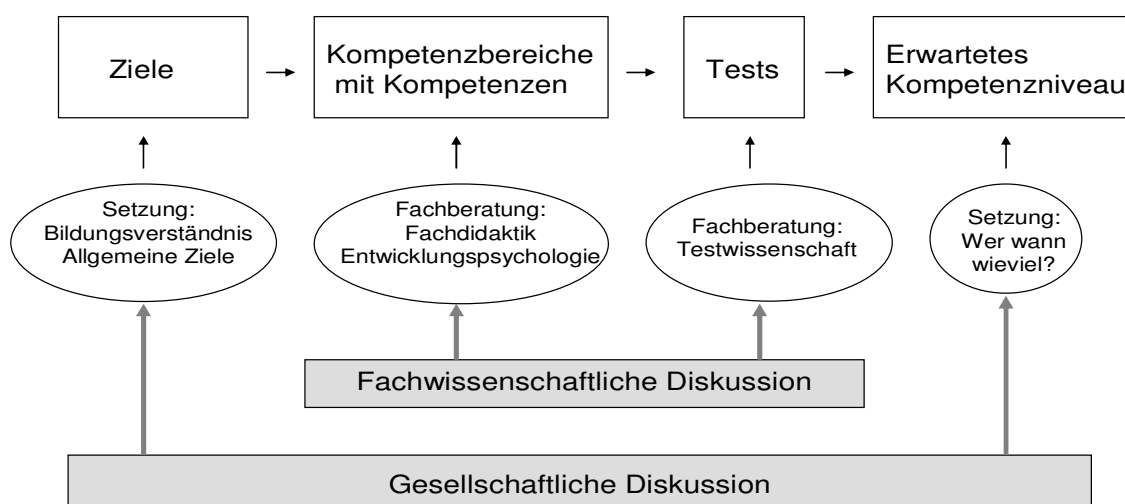 Ziele
Kompetenzbereiche
mit Kompetenzen
Tests
Erwartetes
Kompetenzniveau
Setzung:
Bildungsverständnis
Allgemeine Ziele
Fachberatung:
Fachdidaktik
Entwicklungspsychologie
Fachberatung:
Testwissenschaft
Setzung:
Wer wann
wieviel?
Fachwissenschaftliche Diskussion
Gesellschaftliche Diskussion